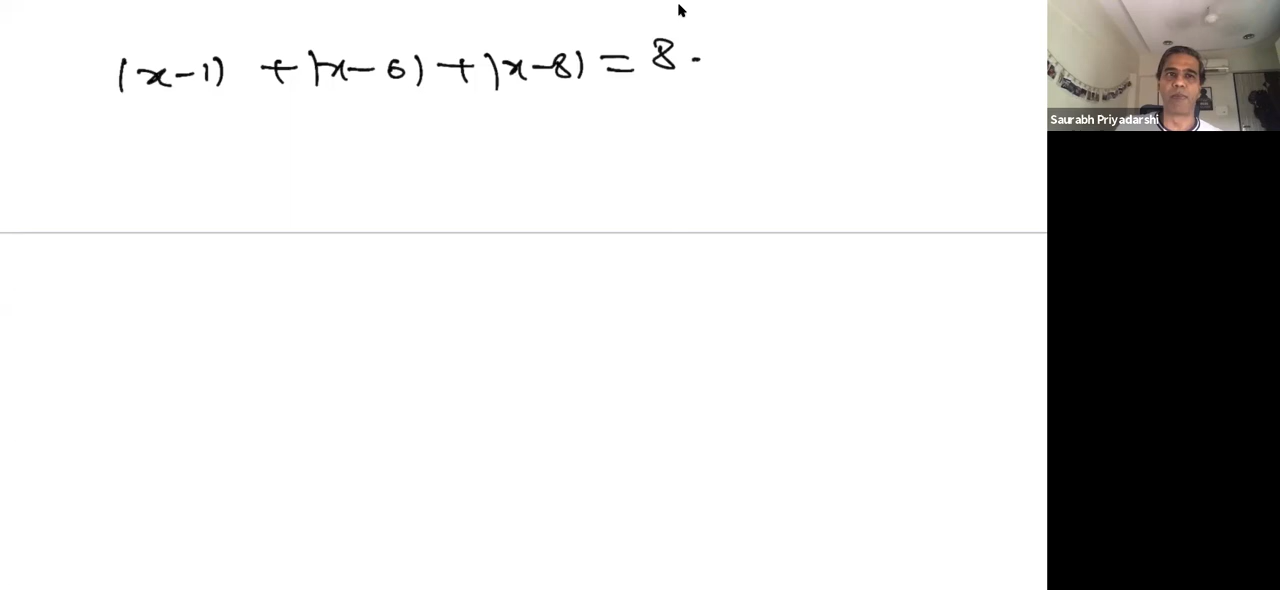 |x-1| + |x-6| + |x-8| = 8.
Saurabh Priyadarshi